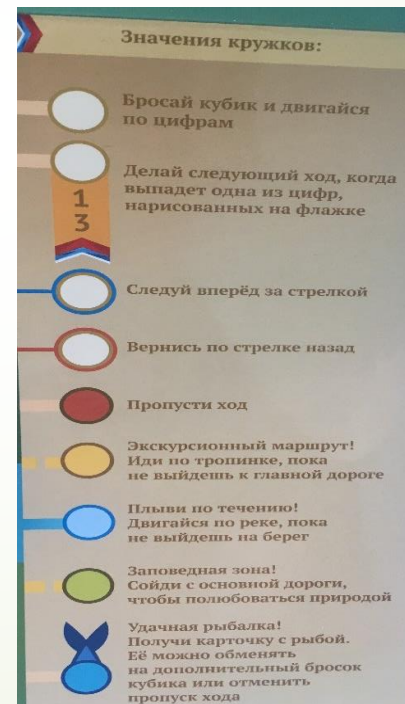 Значения кружков:
Бросай кубик и двигайся
по цифрам
Делай следующий ход, когда
выпадет одна из цифр,
нарисованных на флажке
1
3
Следуй вперёд за стрелкой
Вернись по стрелке назад
Пропусти ход
Экскурсионный маршрут!
Иди по тропинке, пока
не выйдешь к главной дороге
Плыви по течению!
Двигайся по реке, пока
не выйдешь на берег
Заповедная зона!
Сойди с основной дороги,
чтобы полюбоваться природой
Удачная рыбалка!
Получи карточку с рыбой.
Её можно обменять
на дополнительный бросок
кубика или отменить
пропуск хода